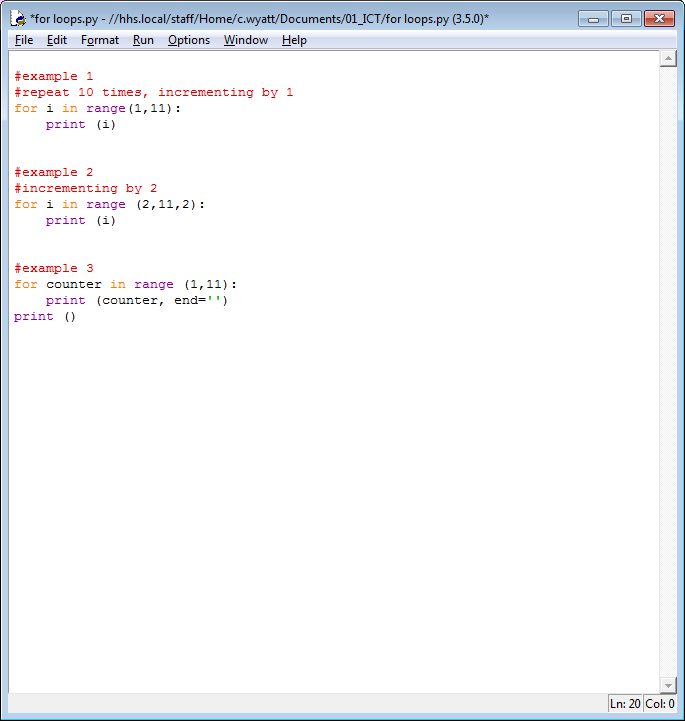 *for loops.py - //hhs.local/staff/Home/c.wyatt/Documents/01_ICT/for loops.py (3.5.0)*
File Edit Format Run Options Window Help
#example 1
#repeat 10 times, incrementing by 1
for i in range(1,11):
    print (i)
#example 2
#incrementing by 2
for i in range (2,11,2):
    print (i)
#example 3
for counter in range (1,11):
    print (counter, end='')
print ()
Ln: 20 Col: 0